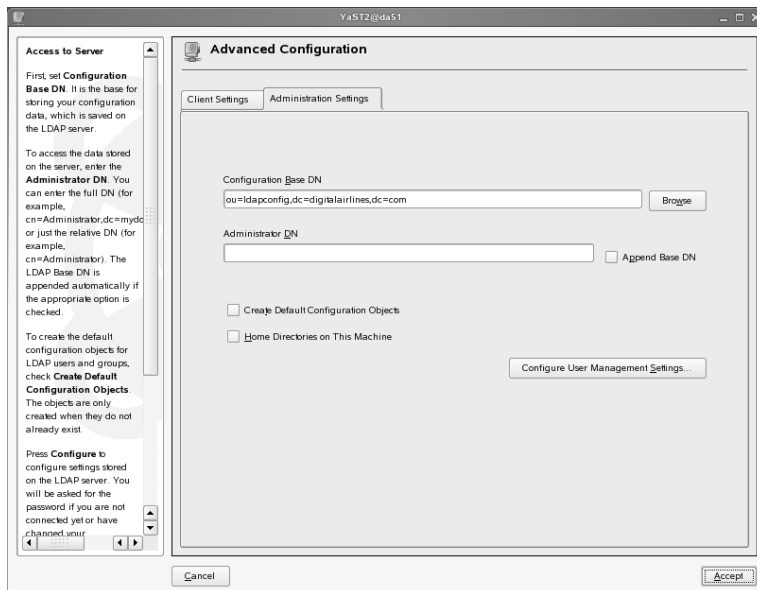 YaST2@da51
Access to Server
First, set Configuration
Base DN. It is the base for
storing your configuration
data, which is saved on
the LDAP server.
To access the data stored
on the server, enter the
Administrator DN. You
can enter the full DN (for
example,
cn=Administrator,dc=mydc
or just the relative DN (for
example,
cn=Administrator). The
LDAP Base DN is
appended automatically if
the appropriate option is
checked.
To create the default
configuration objects for
LDAP users and groups,
check Create Default
Configuration Objects.
The objects are only
created when they do not
already exist.
Press Configure to
configure settings stored
on the LDAP server. You
will be asked for the
password if you are not
connected yet or have
changed your
Advanced Configuration
Client Settings
Administration Settings
Configuration Base DN
ou=ldapconfig,dc=digitalairlines,dc=com
Browse
Administrator DN
Append Base DN
Create Default Configuration Objects
Home Directories on This Machine
Configure User Management Settings...
Cancel
Accept